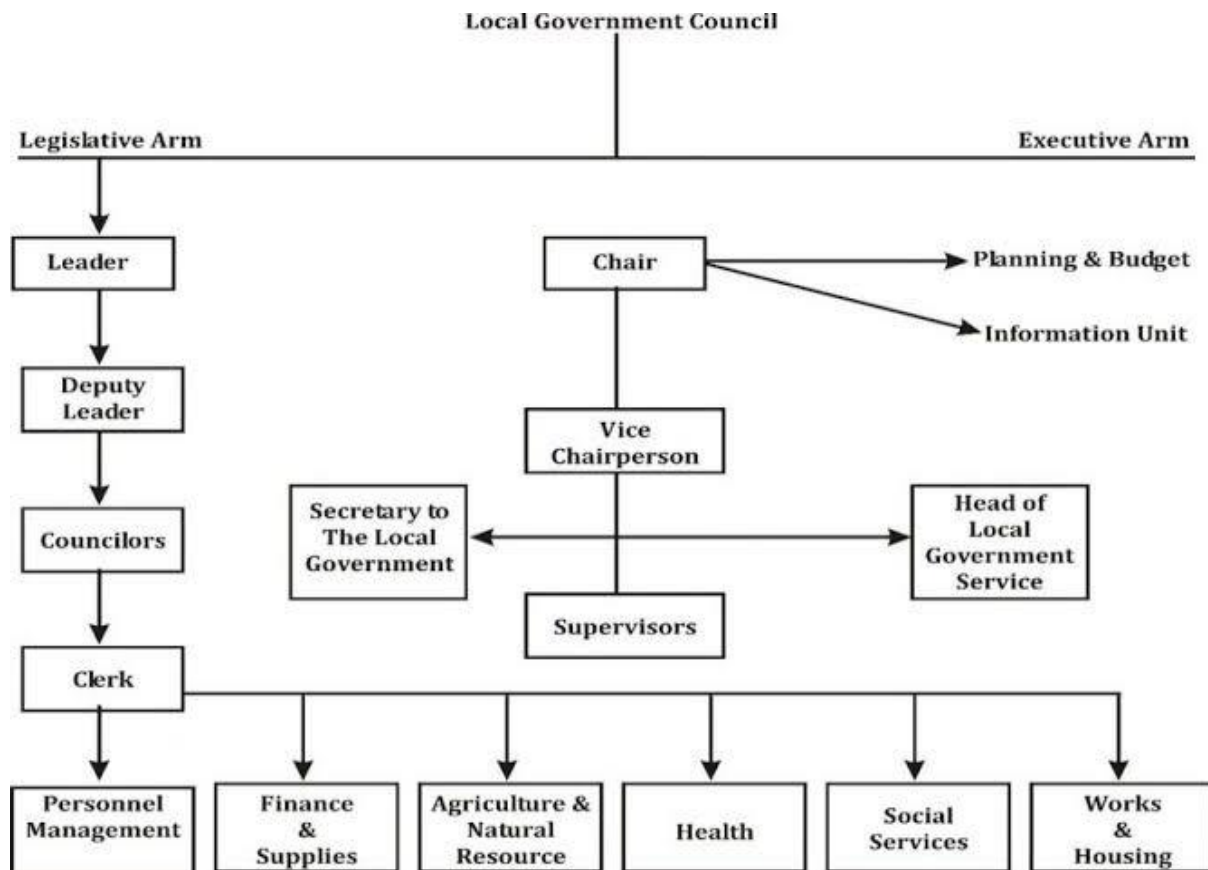 Local Government Council
Legislative Arm
Executive Arm
Leader
Chair
Planning & Budget
Information Unit
Deputy
Leader
Vice
Chairperson
Secretary to
The Local
Government
Head of
Local
Government
Service
Councilors
Supervisors
Clerk
Personnel
Management
Finance
&
Supplies
Agriculture &
Natural
Resource
Health
Social
Services
Works
&
Housing